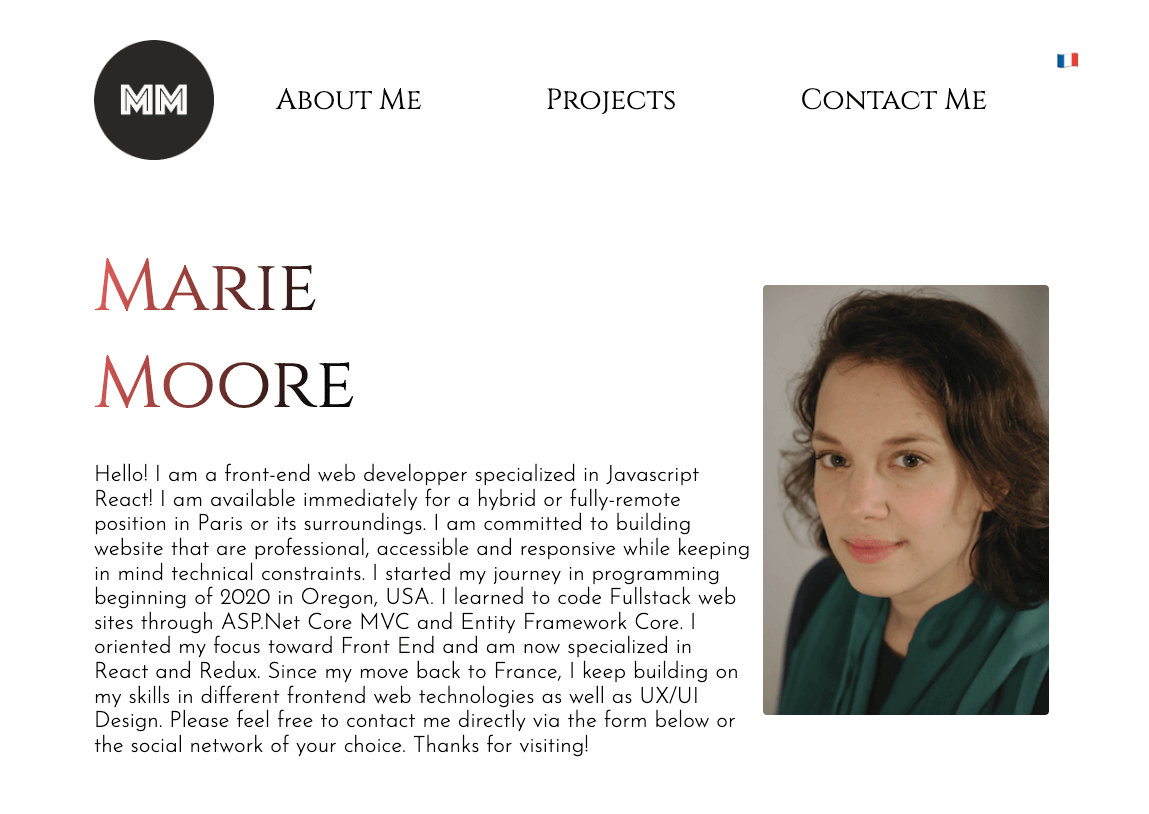 MM
About Me
Projects
Contact Me
Marie
Moore
Hello! I am a front-end web developper specialized in Javascript
React! I am available immediately for a hybrid or fully-remote
position in Paris or its surroundings. I am committed to building
website that are professional, accessible and responsive while keeping
in mind technical constraints. I started my journey in programming
beginning of 2020 in Oregon, USA. I learned to code Fullstack web
sites through ASP.Net Core MVC and Entity Framework Core. I
oriented my focus toward Front End and am now specialized in
React and Redux. Since my move back to France, I keep building on
my skills in different frontend web technologies as well as UX/UI
Design. Please feel free to contact me directly via the form below or
the social network of your choice. Thanks for visiting!